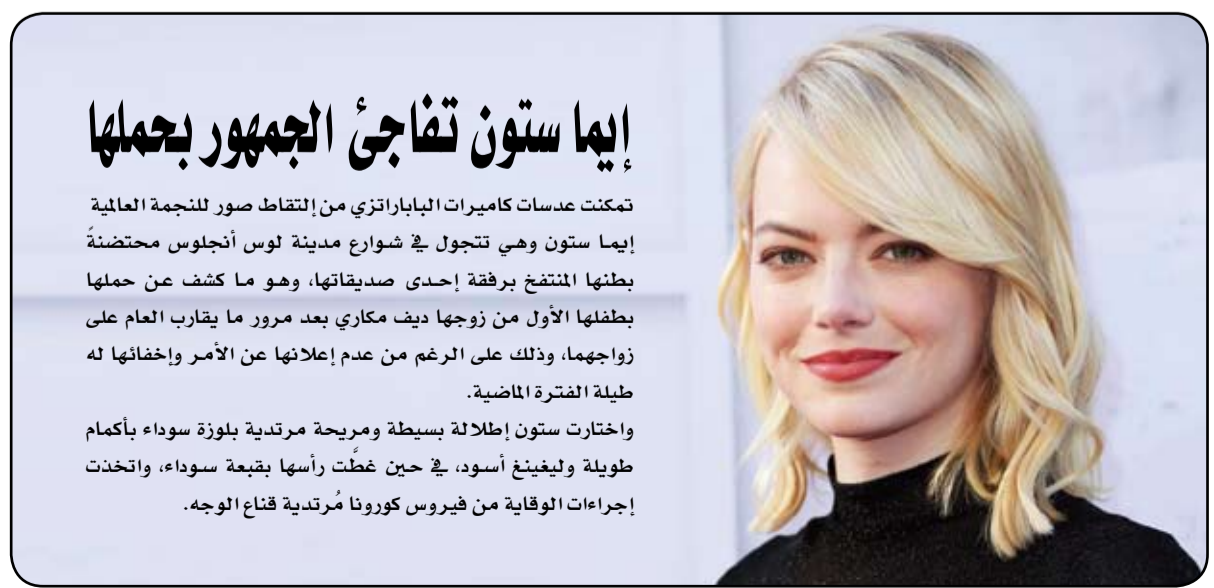 إيما ستون تفاجئ الجمهور بحملها
تمكنت عدسات كاميرات الباباراتزي من إلتقاط صور للنجمة العالمية
إيما ستون وهي تتجول في شوارع مدينة لوس أنجلوس محتضنةً
بطنها المنتفخ برفقة إحدى صديقاتها، وهو ما كشف عن حملها
بطفلها الأول من زوجها ديف مكاري بعد مرور ما يقارب العام على
زواجهما، وذلك على الرغم من عدم إعلانها عن الأمر وإخفائها له
طيلة الفترة الماضية.
واختارت ستون إطلالة بسيطة ومريحة مرتدية بلوزة سوداء بأكمام
طويلة وليغينغ أسود، في حين غطَّت رأسها بقبعة سوداء، واتخذت
إجراءات الوقاية من فيروس كورونا مُرتدية قناع الوجه.